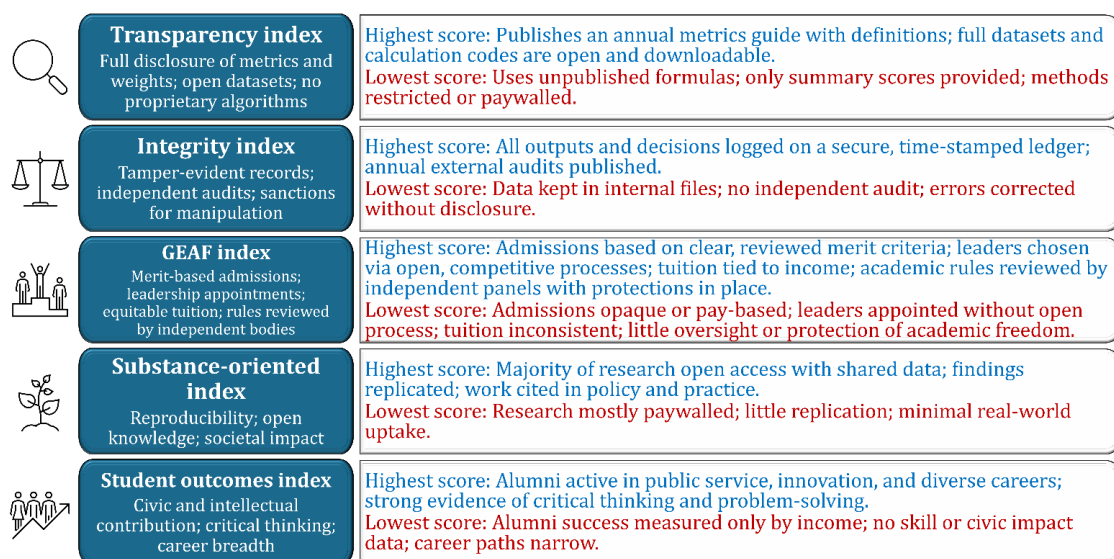 Transparency index
Full disclosure of metrics and
weights; open datasets; no
proprietary algorithms
Highest score: Publishes an annual metrics guide with definitions; full datasets and
calculation codes are open and downloadable.
Lowest score: Uses unpublished formulas; only summary scores provided; methods
restricted or paywalled.
Integrity index
Tamper-evident records;
independent audits; sanctions
for manipulation
Highest score: All outputs and decisions logged on a secure, time-stamped ledger;
annual external audits published.
Lowest score: Data kept in internal files; no independent audit; errors corrected
without disclosure.
GEAF index
Merit-based admissions;
leadership appointments;
equitable tuition; rules reviewed
by independent bodies
Highest score: Admissions based on clear, reviewed merit criteria; leaders chosen
via open, competitive processes; tuition tied to income; academic rules reviewed by
independent panels with protections in place.
Lowest score: Admissions opaque or pay-based; leaders appointed without open
process; tuition inconsistent; little oversight or protection of academic freedom.
Substance-oriented
index
Reproducibility; open
knowledge; societal impact
Highest score: Majority of research open access with shared data; findings
replicated; work cited in policy and practice.
Lowest score: Research mostly paywalled; little replication; minimal real-world
uptake.
Student outcomes index
Civic and intellectual
contribution; critical thinking;
career breadth
Highest score: Alumni active in public service, innovation, and diverse careers;
strong evidence of critical thinking and problem-solving.
Lowest score: Alumni success measured only by income; no skill or civic impact
data; career paths narrow.